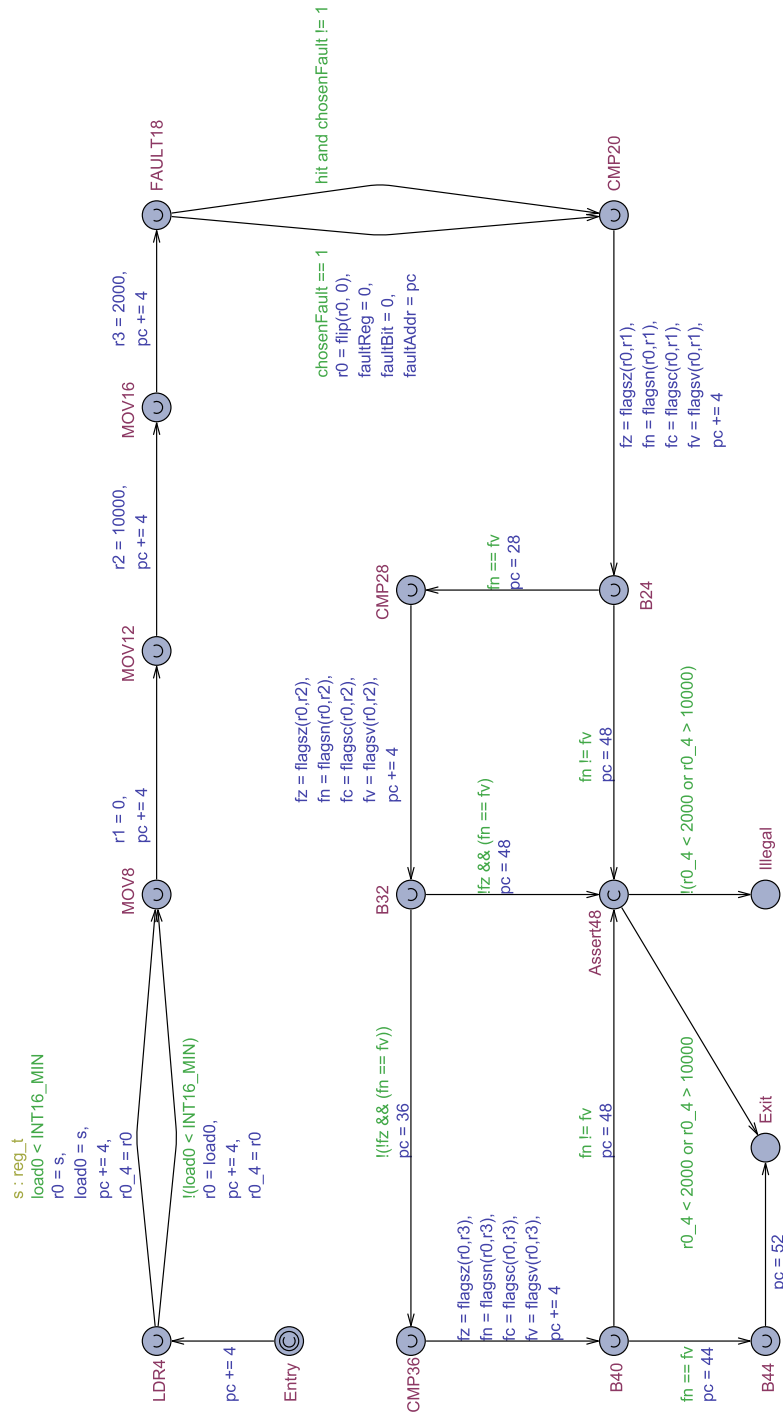 s : reg_t
load0 < INT16_MIN
r0 = s,
load0 = s,
pc += 4,
r0_4 = r0
LDR4
!(load0 < INT16_MIN)
r0 = load0,
pc += 4,
r0_4 = r0
pc += 4
Entry
MOV8
r1 = 0,
pc += 4
MOV12
r2 = 10000,
pc += 4
MOV16
r3 = 2000,
pc += 4
FAULT18
chosenFault == 1
r0 = flip(r0, 0),
faultReg = 0,
faultBit = 0,
faultAddr = pc
hit and chosenFault != 1
CMP20
fz = flagsz(r0,r1),
fn = flagsn(r0,r1),
fc = flagsc(r0,r1),
fv = flagsv(r0,r1),
pc += 4
B24
fn == fv
pc = 28
CMP28
fz = flagsz(r0,r2),
fn = flagsn(r0,r2),
fc = flagsc(r0,r2),
fv = flagsv(r0,r2),
pc += 4
B32
!fz && (fn == fv)
pc = 48
fn != fv
pc = 48
!(!fz && (fn == fv))
pc = 36
CMP36
fz = flagsz(r0,r3),
fn = flagsn(r0,r3),
fc = flagsc(r0,r3),
fv = flagsv(r0,r3),
pc += 4
B40
fn != fv
pc = 48
Assert48
!(r0_4 < 2000 or r0_4 > 10000)
Illegal
r0_4 < 2000 or r0_4 > 10000
Exit
fn == fv
pc = 44
B44
pc = 52